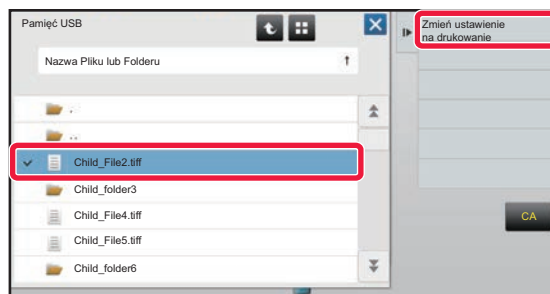 Pamięć USB
Nazwa Pliku lub Folderu
.
..
Child_File2.tiff
Child_folder3
Child_File4.tiff
Child_File5.tiff
Child_folder6
Zmień ustawienie
na drukowanie
CA